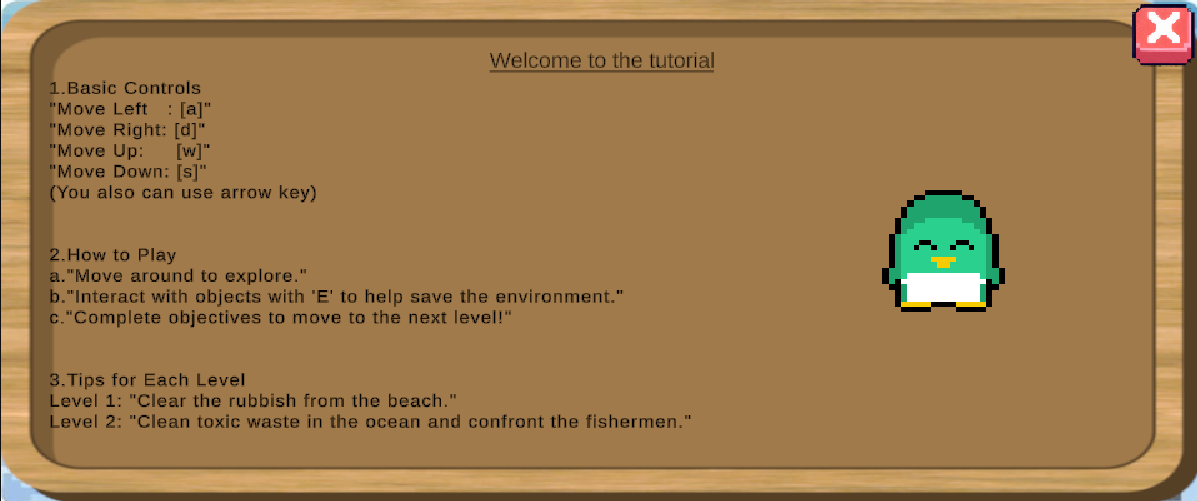 Welcome to the tutorial
1.Basic Controls
"Move Left   : [a]"
"Move Right: [d]"
"Move Up:      [w]"
"Move Down: [s]"
(You also can use arrow key)
2.How to Play
a."Move around to explore."
b."Interact with objects with 'E' to help save the environment."
c."Complete objectives to move to the next level!"
3.Tips for Each Level
Level 1: "Clear the rubbish from the beach."
Level 2: "Clean toxic waste in the ocean and confront the fishermen."